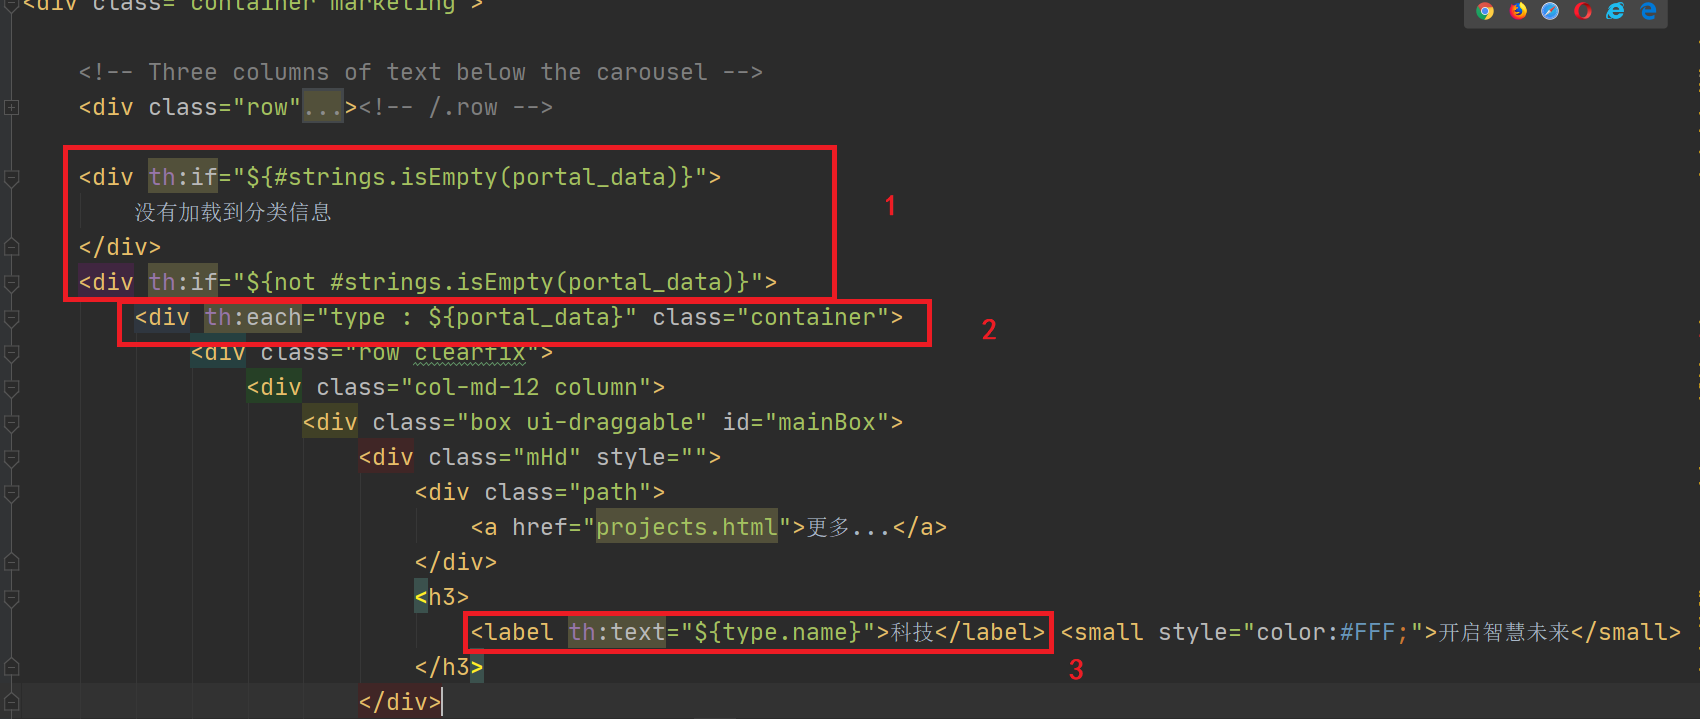 <div class="container marketing">
<!-- Three columns of text below the carousel -->
<div class="row"...><!-- /.row -->
<div th:if="${#strings.isEmpty(portal_data)}">
没有加载到分类信息
1
</div>
<div th:if="${not #strings.isEmpty(portal_data)}">
<div th:each="type : ${portal_data}" class="container">
2
<div class="row clearfix">
<div class="col-md-12 column">
<div class="box ui-draggable" id="mainBox">
<div class="mHd" style="">
<div class="path">
<a href="projects.html">更多...</a>
</div>
<h3>
<label th:text="${type.name}">科技</label> <small style="color:#FFF;">开启智慧未来</small>
</h3>
3
</div>